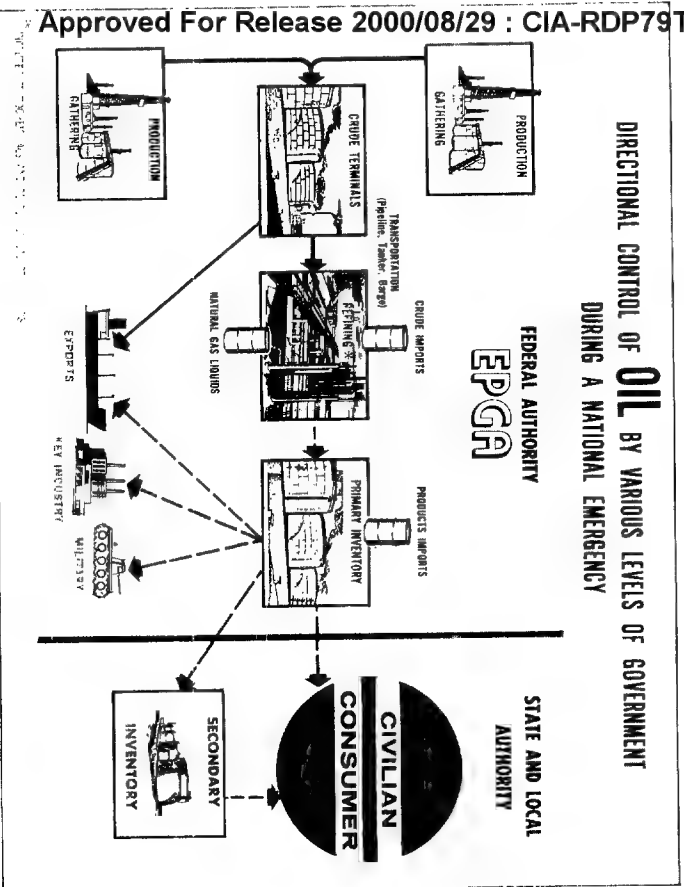 Approved For Release 2000/08/29 : CIA-RDP79T
DIRECTIONAL CONTROL OF OIL BY VARIOUS LEVELS OF GOVERNMENT
DURING A NATIONAL EMERGENCY
FEDERAL AUTHORITY
EPGA
STATE AND LOCAL
AUTHORITY
PRODUCTION
GATHERING
CRUDE TERMINALS
TRANSPORTATION
(Pipeline, Tanker, Barge)
CRUDE IMPORTS
REFINING
NATURAL GAS LIQUIDS
PRODUCTS IMPORTS
PRIMARY INVENTORY
PRODUCTION
GATHERING
EXPORTS
KEY INDUSTRY
MILITARY
CIVILIAN
CONSUMER
SECONDARY
INVENTORY